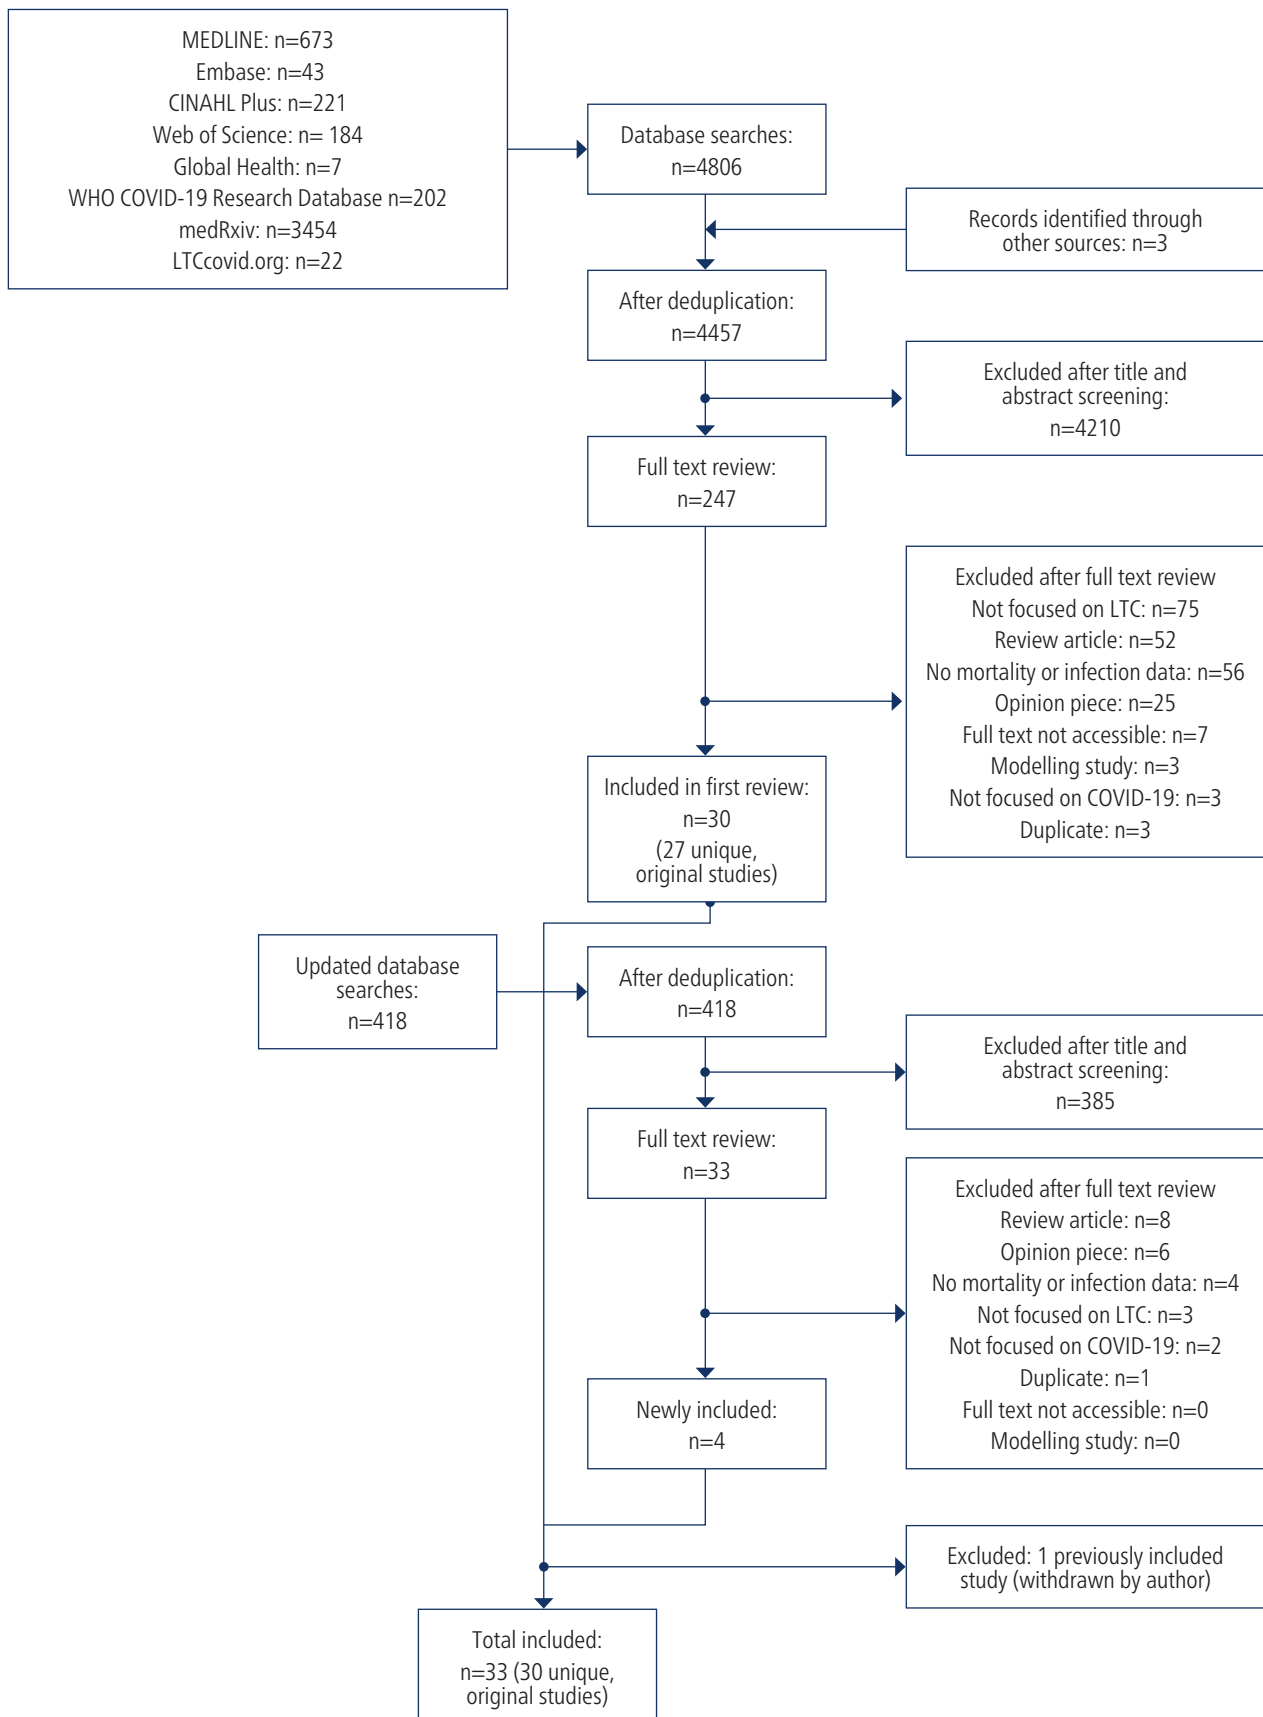 MEDLINE: n=673
Embase: n=43
CINAHL Plus: n=221
Web of Science: n= 184
Global Health: n=7
WHO COVID-19 Research Database n=202
medRxiv: n=3454
LTCcovid.org: n=22
Database searches:
n=4806
Records identified through
other sources: n=3
After deduplication:
n=4457
Excluded after title and
abstract screening:
n=4210
Full text review:
n=247
Excluded after full text review
Not focused on LTC: n=75
Review article: n=52
No mortality or infection data: n=56
Opinion piece: n=25
Full text not accessible: n=7
Modelling study: n=3
Not focused on COVID-19: n=3
Duplicate: n=3
Included in first review:
n=30
(27 unique,
original studies)
Updated database
searches:
n=418
After deduplication:
n=418
Excluded after title and
abstract screening:
n=385
Full text review:
n=33
Excluded after full text review
Review article: n=8
Opinion piece: n=6
No mortality or infection data: n=4
Not focused on LTC: n=3
Not focused on COVID-19: n=2
Duplicate: n=1
Full text not accessible: n=0
Modelling study: n=0
Newly included:
n=4
Excluded: 1 previously included
study (withdrawn by author)
Total included:
n=33 (30 unique,
original studies)